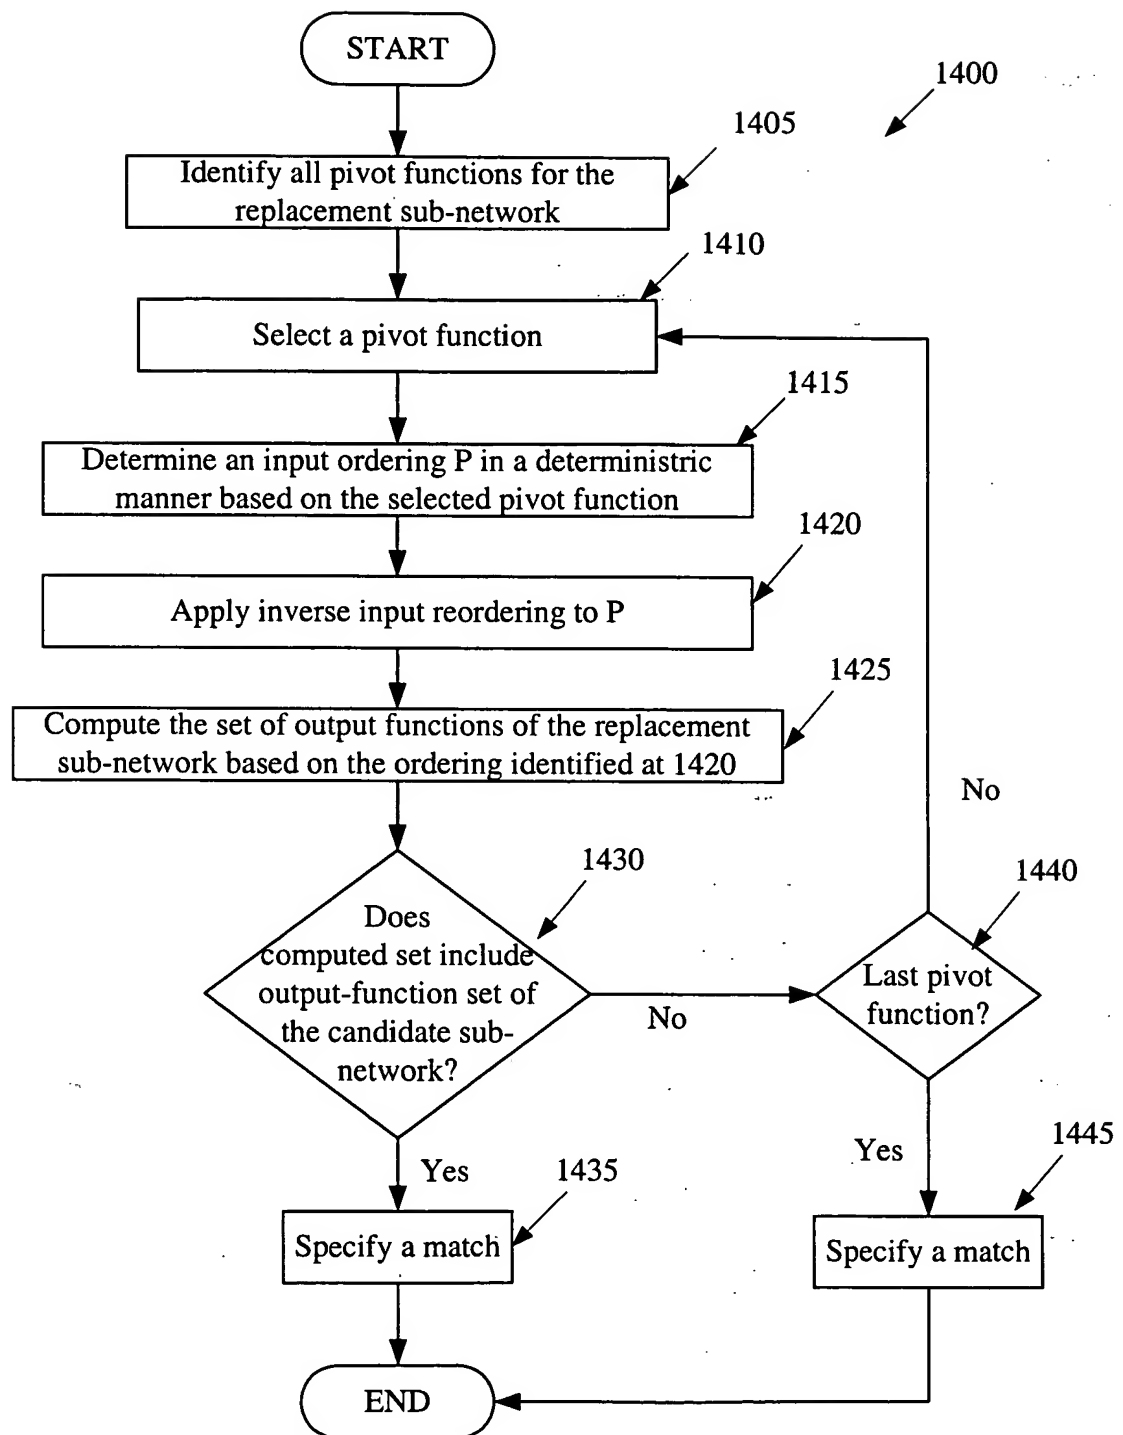 START
1400
1405
Identify all pivot functions for the
replacement sub-network
1410
Select a pivot function
1415
Determine an input ordering P in a deterministric
manner based on the selected pivot function
1420
Apply inverse input reordering to P
1425
Compute the set of output functions of the replacement
sub-network based on the ordering identified at 1420
No
1430
Does
computed set include
output-function set of
the candidate sub-
network?
No
1440
Last pivot
function?
Yes
1435
Specify a match
Yes
1445
Specify a match
END